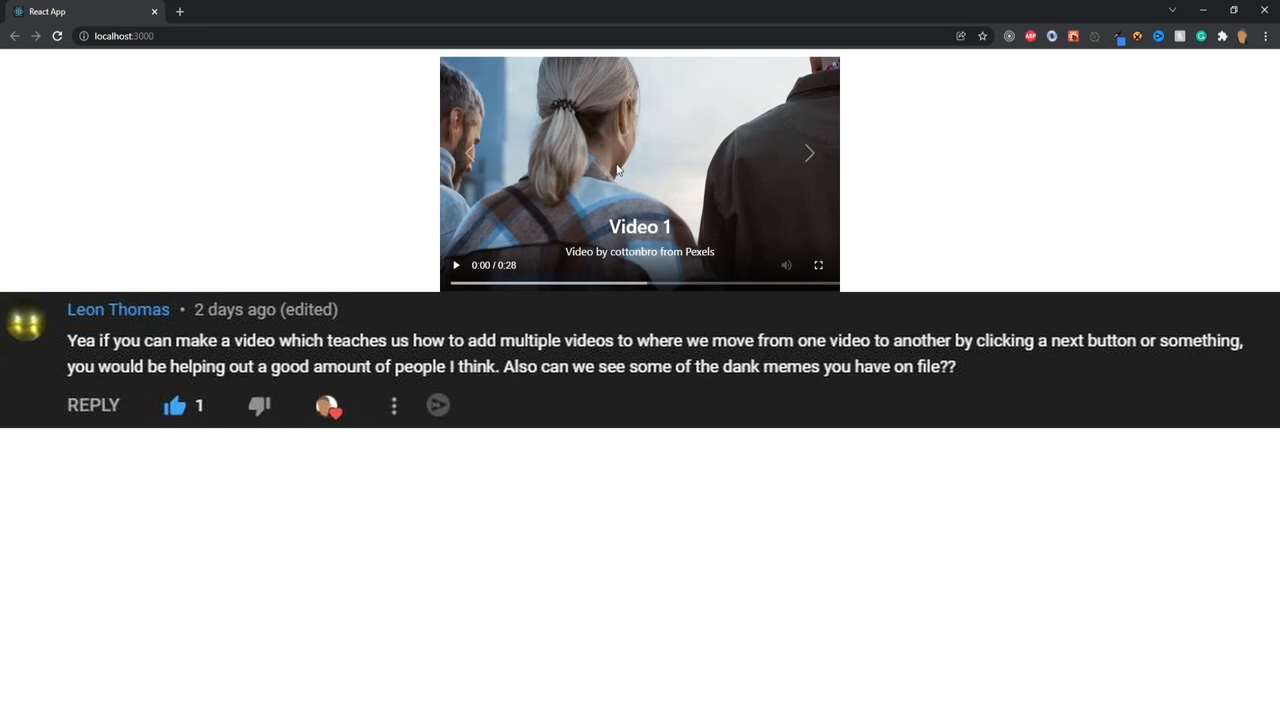 React App
localhost:3000
ABP
Video 1
Video by cottonbro from Pexels
0:00 / 0:28
Leon Thomas • 2 days ago (edited)
Yea if you can make a video which teaches us how to add multiple videos to where we move from one video to another by clicking a next button or something,
you would be helping out a good amount of people I think. Also can we see some of the dank memes you have on file??
REPLY 1